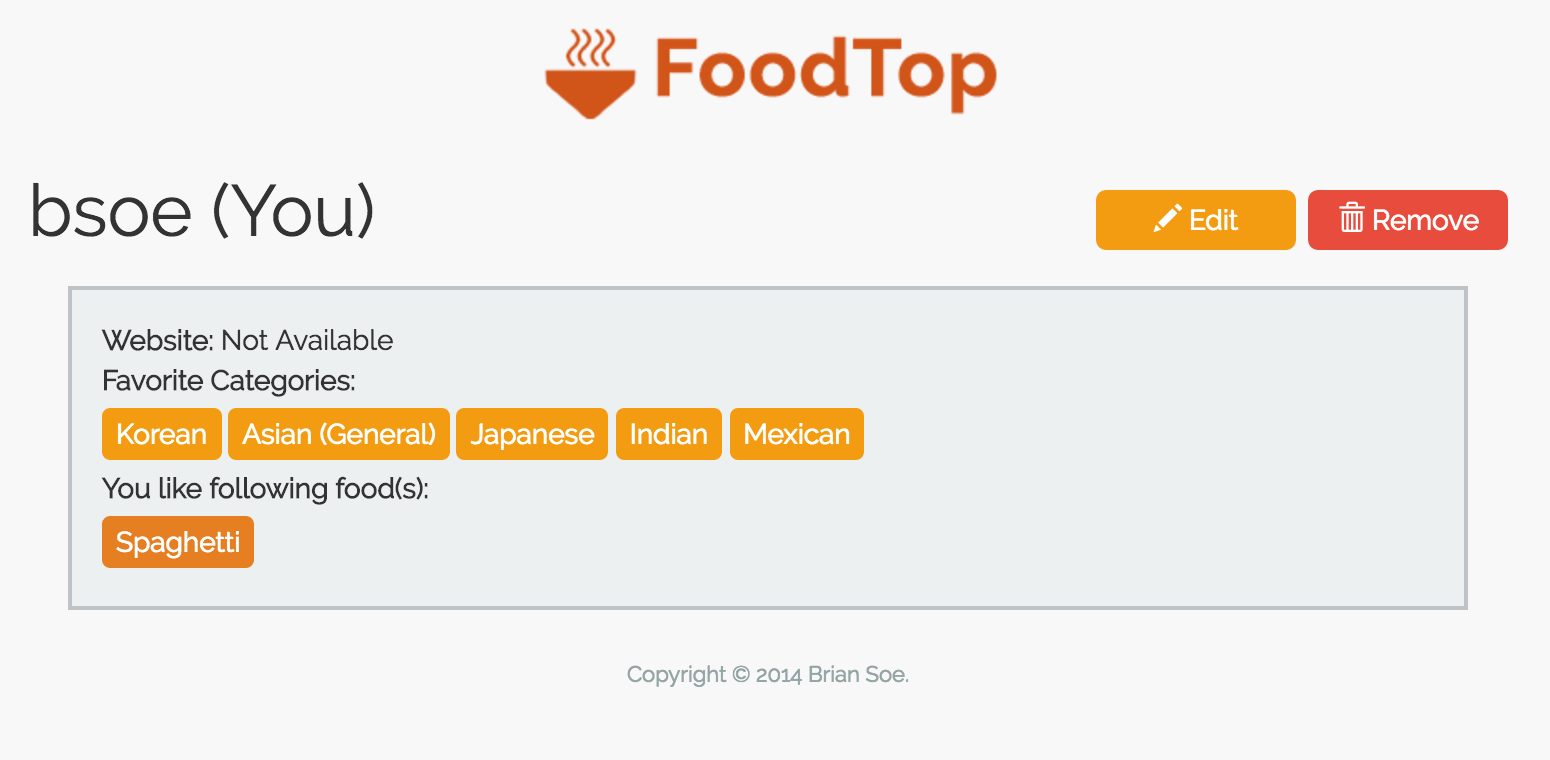 FoodTop
bsoe (You)
Edit
Remove
Website: Not Available
Favorite Categories:
Korean Asian (General) Japanese Indian Mexican
You like following food(s):
Spaghetti
Copyright © 2014 Brian Soe.